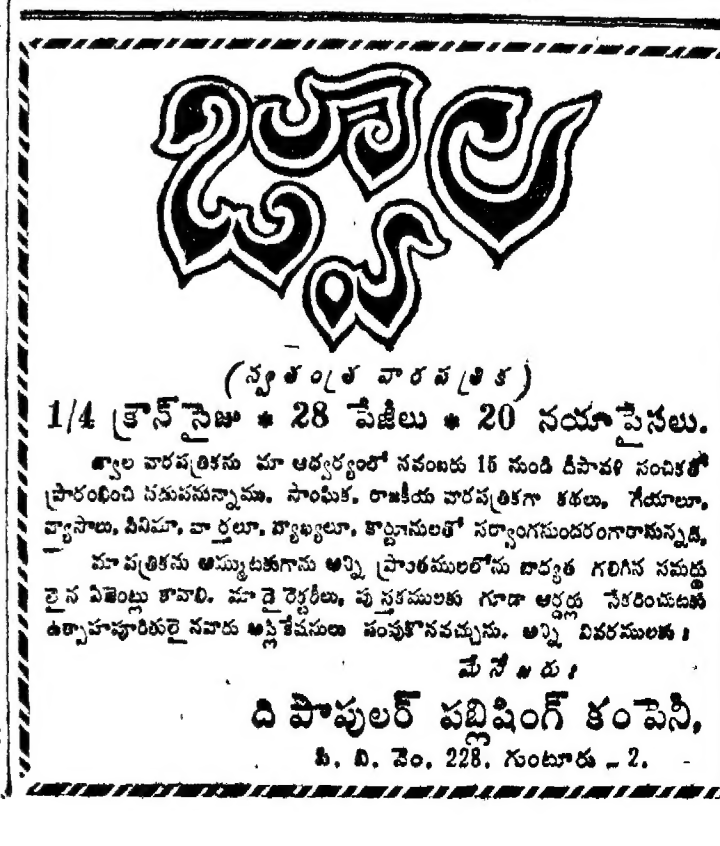 జ్వాల
(స్వతంత్ర వారపత్రిక)
1/4 క్రౌన్ సైజు * 28 పేజీలు * 20 నయాపైసలు.
జ్వాల వారపత్రికను మా ఆధ్వర్యంలో నవంబరు 15 నుండి దీపావళి సంచికతో
ప్రారంభించి నడుపనున్నాము. సాంఘిక, రాజకీయ వారపత్రికగా కథలు, గేయాలూ,
వ్యాసాలు, సినిమా, వార్తలూ, వ్యాఖ్యలూ, కార్టూనులతో సర్వాంగసుందరంగారానున్నది.
మా పత్రికను అమ్ముటకుగాను అన్ని ప్రాంతములలోను బాధ్యత గలిగిన సమర్థు
లైన ఏజెంట్లు కావాలి. మా డైరెక్టరీలు, పుస్తకములకు గూడా ఆర్డర్లు సేకరించుటకు
ఉత్సాహపూరితులైనవారు అప్లికేషనులు పంపుకొనవచ్చును. అన్ని వివరములకు :
మేనేజరు :
ది పాపులర్ పబ్లిషింగ్ కంపెనీ,
పి. బి. నెం. 228. గుంటూరు - 2.